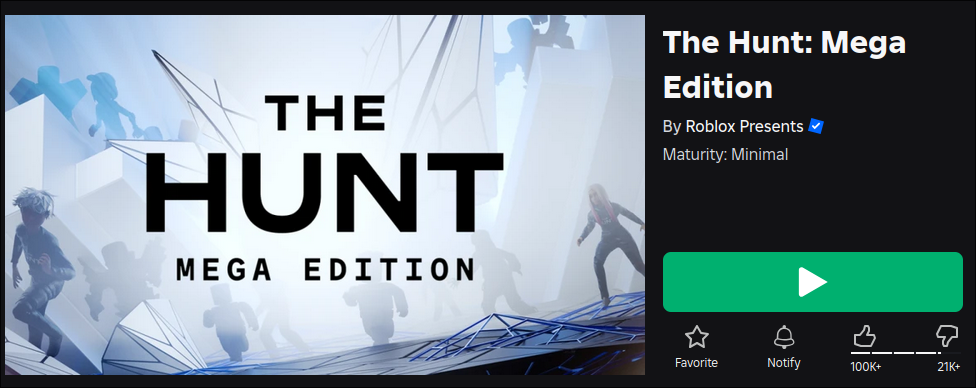 THE
HUNT
MEGA EDITION
The Hunt: Mega
Edition
By Roblox Presents
Maturity: Minimal
Favorite
Notify
100K+
21K+